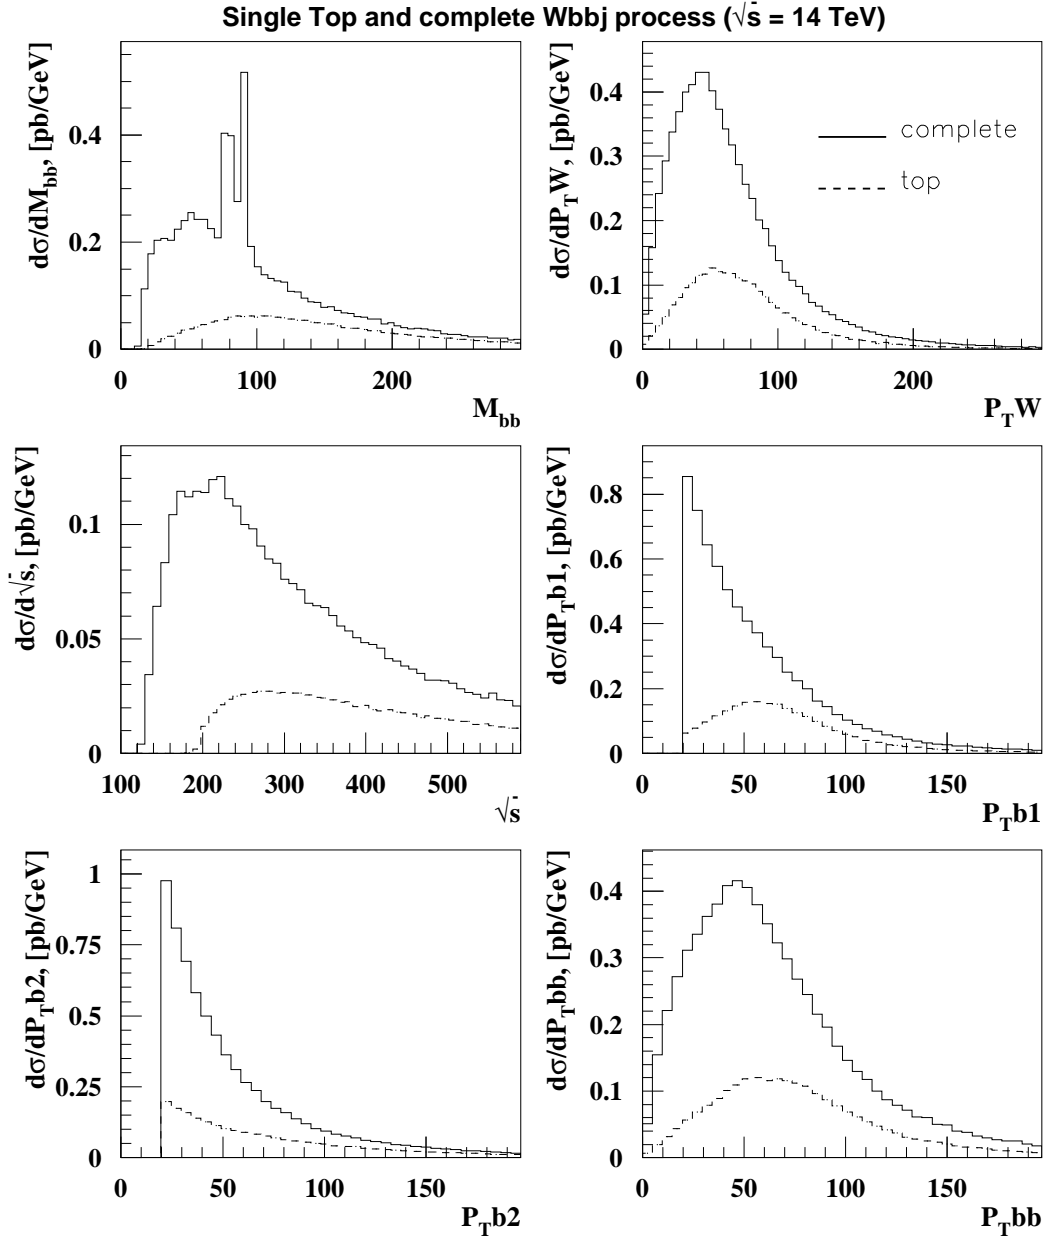 Single Top and complete Wbbj process (√s = 14 TeV)
dσ/dM_bb, [pb/GeV]
0.4
0.2
0
0 100 200
M_bb
dσ/dP_TW, [pb/GeV]
0.4
0.3
0.2
0.1
0
0 100 200
P_TW
complete
top
dσ/d√s, [pb/GeV]
0.1
0.05
0
100 200 300 400 500
√s
dσ/dP_Tb1, [pb/GeV]
0.8
0.6
0.4
0.2
0
0 50 100 150
P_Tb1
dσ/dP_Tb2, [pb/GeV]
1
0.75
0.5
0.25
0
0 50 100 150
P_Tb2
dσ/dP_Tbb, [pb/GeV]
0.4
0.3
0.2
0.1
0
0 50 100 150
P_Tbb